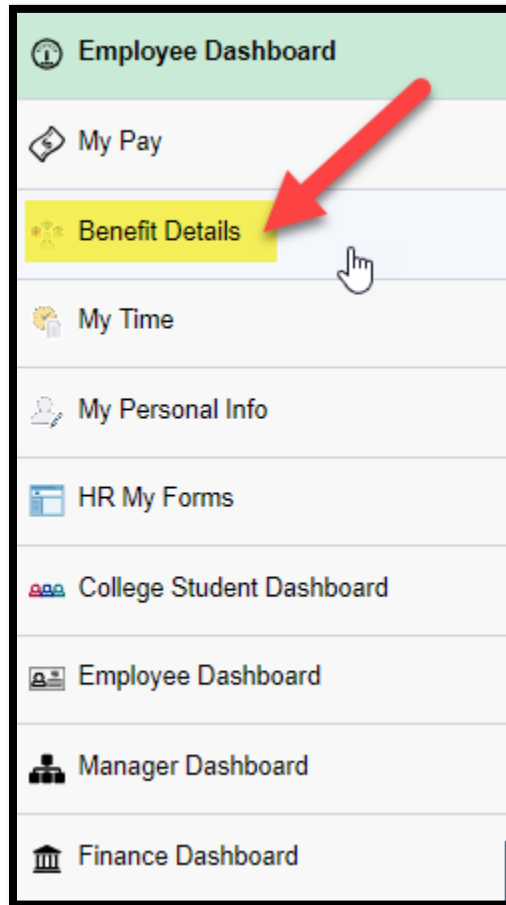 Employee Dashboard
My Pay
Benefit Details
My Time
My Personal Info
HR My Forms
College Student Dashboard
Employee Dashboard
Manager Dashboard
Finance Dashboard